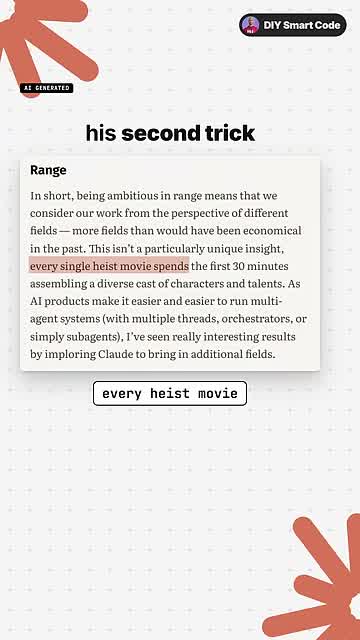 DIY Smart Code
AI GENERATED
his second trick
Range
In short, being ambitious in range means that we
consider our work from the perspective of different
fields — more fields than would have been economical
in the past. This isn't a particularly unique insight,
every single heist movie spends the first 30 minutes
assembling a diverse cast of characters and talents. As
AI products make it easier and easier to run multi-
agent systems (with multiple threads, orchestrators, or
simply subagents), I've seen really interesting results
by imploring Claude to bring in additional fields.
every heist movie